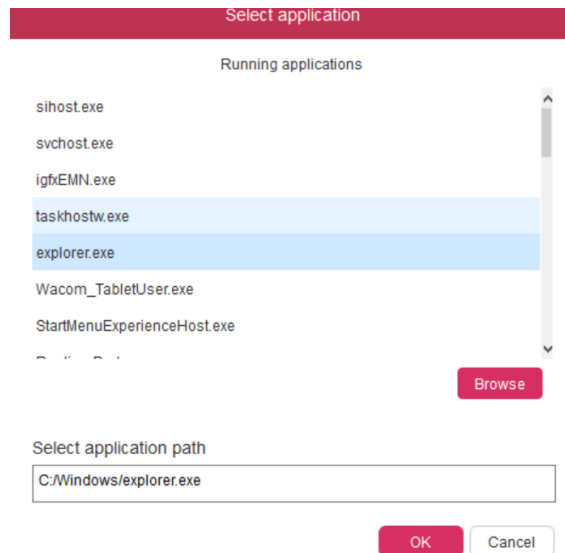 Select application
Running applications
sihost.exe
svchost.exe
igfxEMN.exe
taskhostw.exe
explorer.exe
Wacom_TabletUser.exe
StartMenuExperienceHost.exe
Browse
Select application path
C:/Windows/explorer.exe
OK Cancel